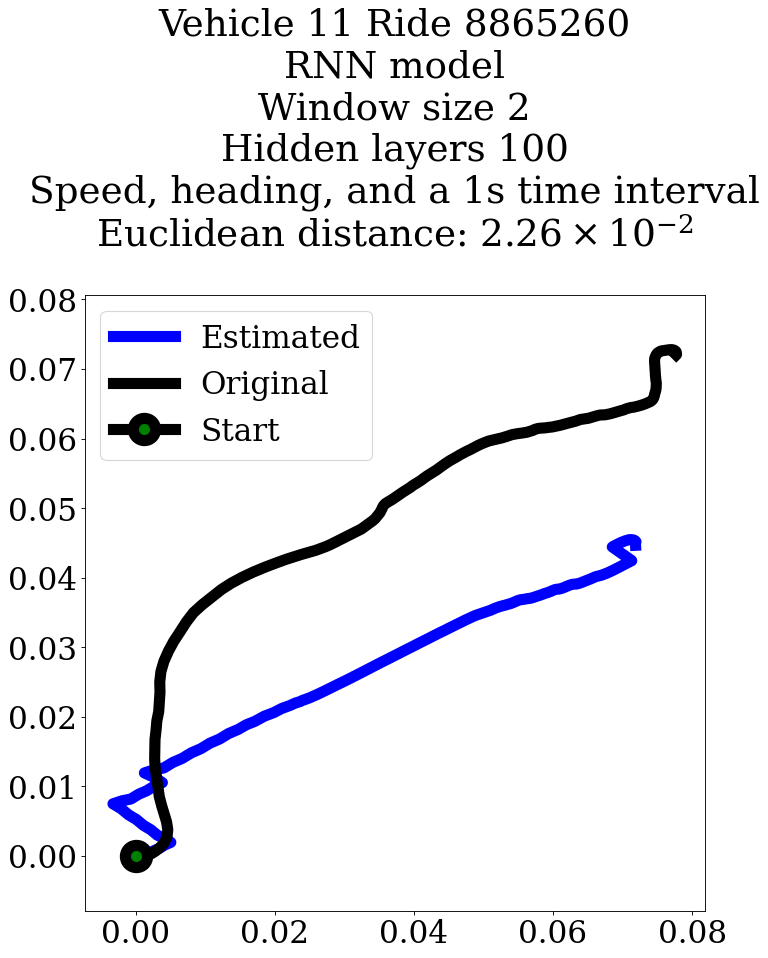 Vehicle 11 Ride 8865260
RNN model
Window size 2
Hidden layers 100
Speed, heading, and a 1s time interval
Euclidean distance: 2.26 × 10⁻²
0.08
0.07
0.06
0.05
0.04
0.03
0.02
0.01
0.00
Estimated
Original
Start
0.00 0.02 0.04 0.06 0.08